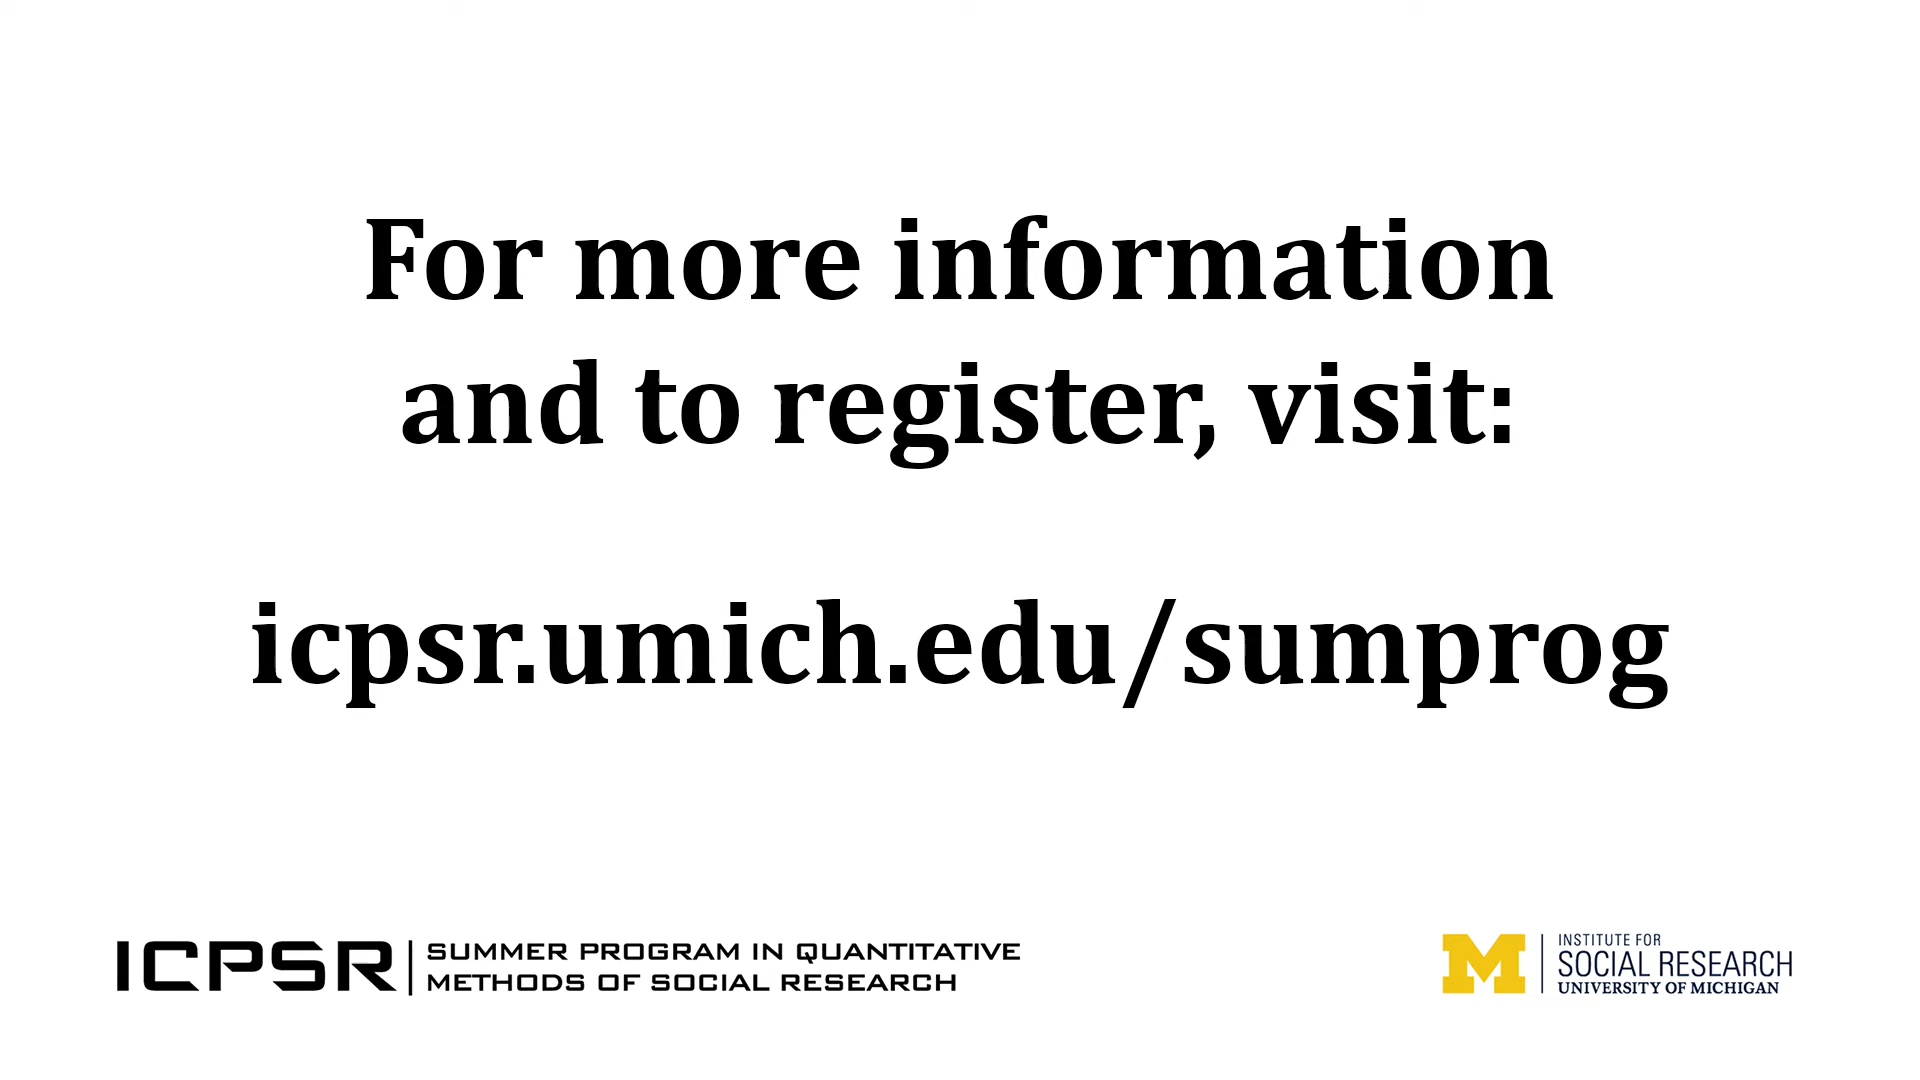 For more information
and to register, visit:
icpsr.umich.edu/sumprog
ICPSR SUMMER PROGRAM IN QUANTITATIVE
METHODS OF SOCIAL RESEARCH
M INSTITUTE FOR
SOCIAL RESEARCH
UNIVERSITY OF MICHIGAN